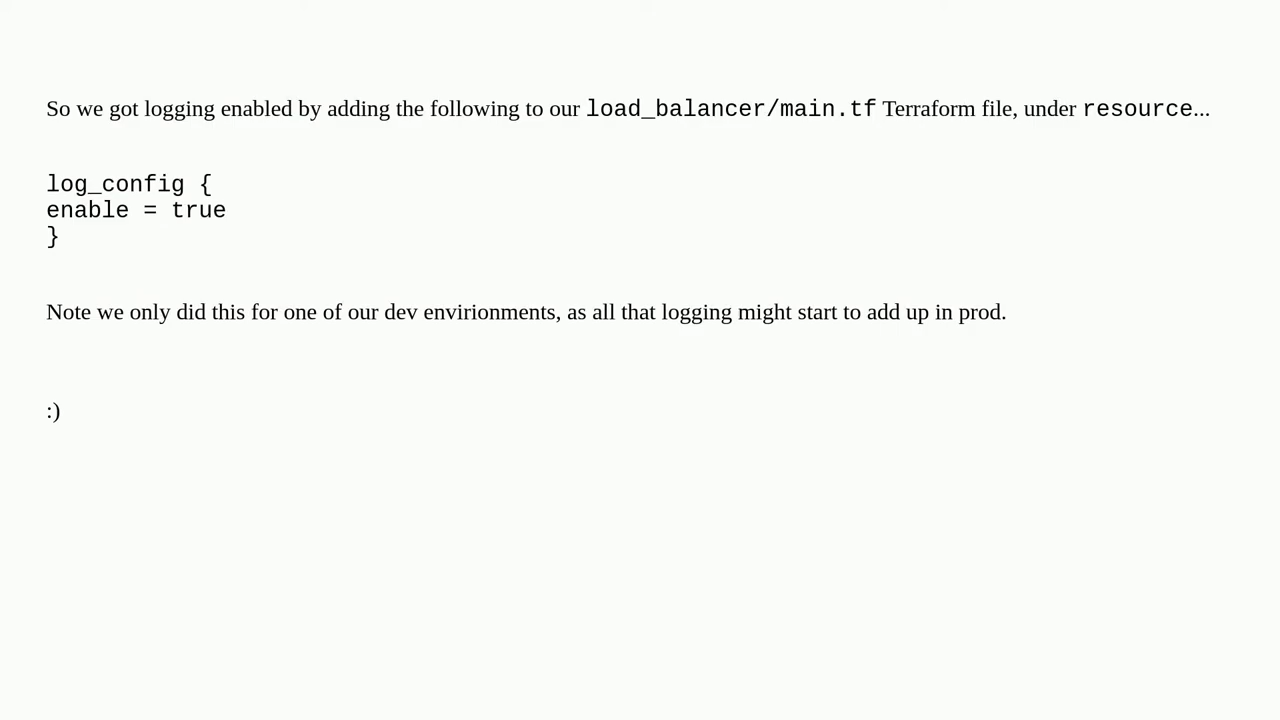 So we got logging enabled by adding the following to our load_balancer/main.tf Terraform file, under resource...
log_config {
enable = true
}
Note we only did this for one of our dev envirionments, as all that logging might start to add up in prod.
:)